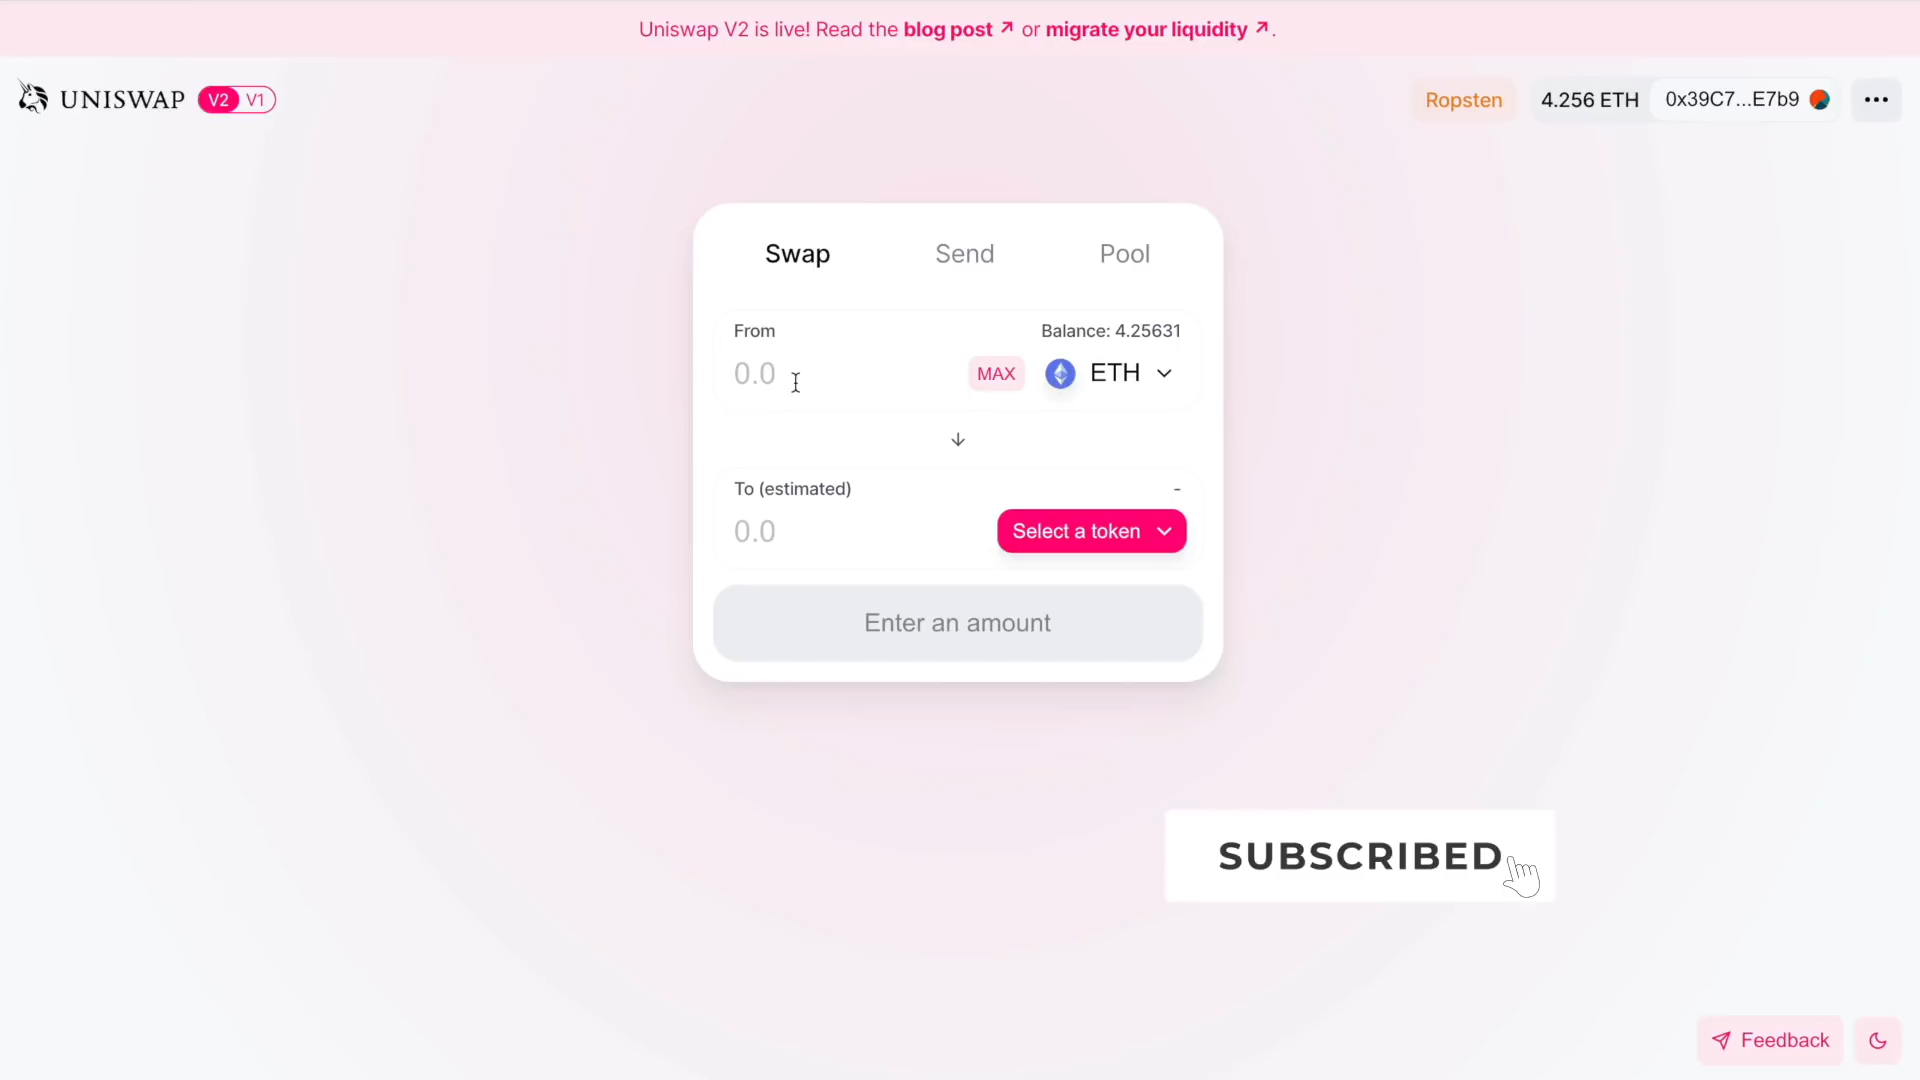 Uniswap V2 is live! Read the blog post ↗ or migrate your liquidity ↗.
UNISWAP V2 V1
Ropsten 4.256 ETH 0x39C7...E7b9
Swap Send Pool
From Balance: 4.25631
0.0 MAX ETH
To (estimated) -
0.0 Select a token
Enter an amount
SUBSCRIBED
Feedback